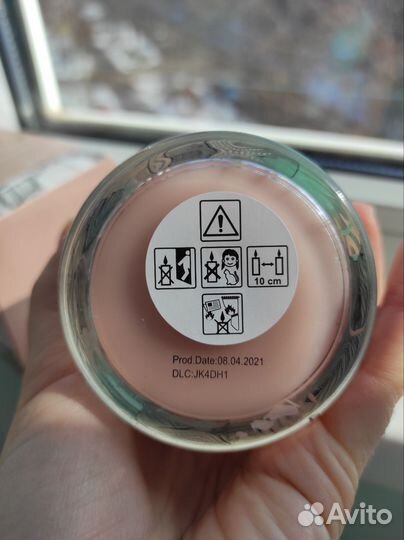 10 cm
Prod.Date:08.04.2021
DLC:JK4DH1
Avito